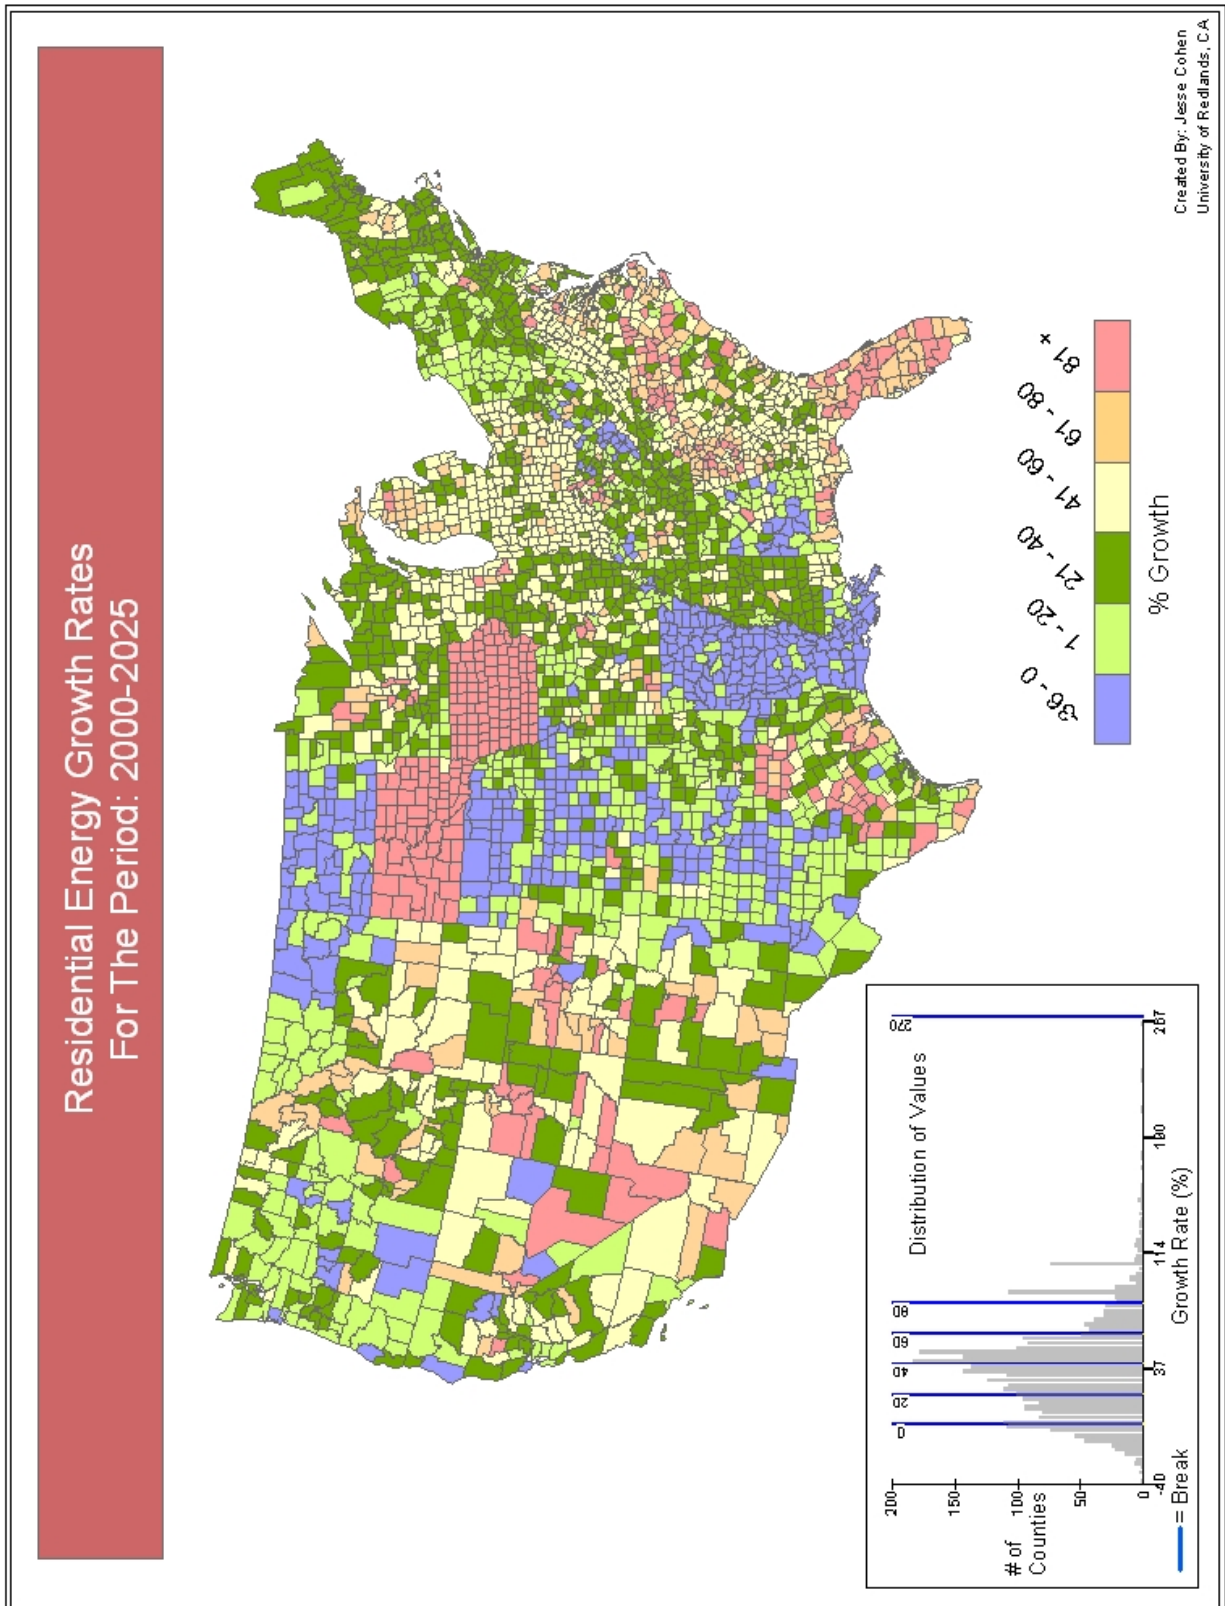 Residential Energy Growth Rates
For The Period: 2000-2025
-36 - 0
1 - 20
21 - 40
41 - 60
61 - 80
81 +
% Growth
Distribution of Values
200
150
100
50
0
# of
Counties
0
20
40
60
80
270
-40
37
114
190
267
Growth Rate (%)
= Break
Created By: Jesse Cohen
University of Redlands, CA